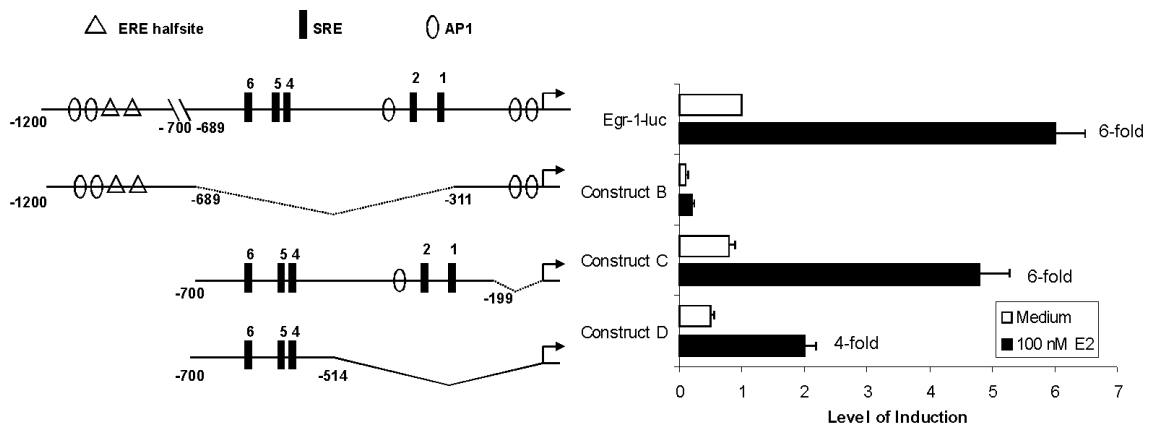 ERE halfsite
SRE
AP1
6 5 4 2 1
-1200
- 700 -689
-1200
-689
-311
6 5 4 2 1
-700
-199
6 5 4
-700
-514
Egr-1-luc
6-fold
Construct B
Construct C
6-fold
Construct D
4-fold
Medium
100 nM E2
0 1 2 3 4 5 6 7
Level of Induction